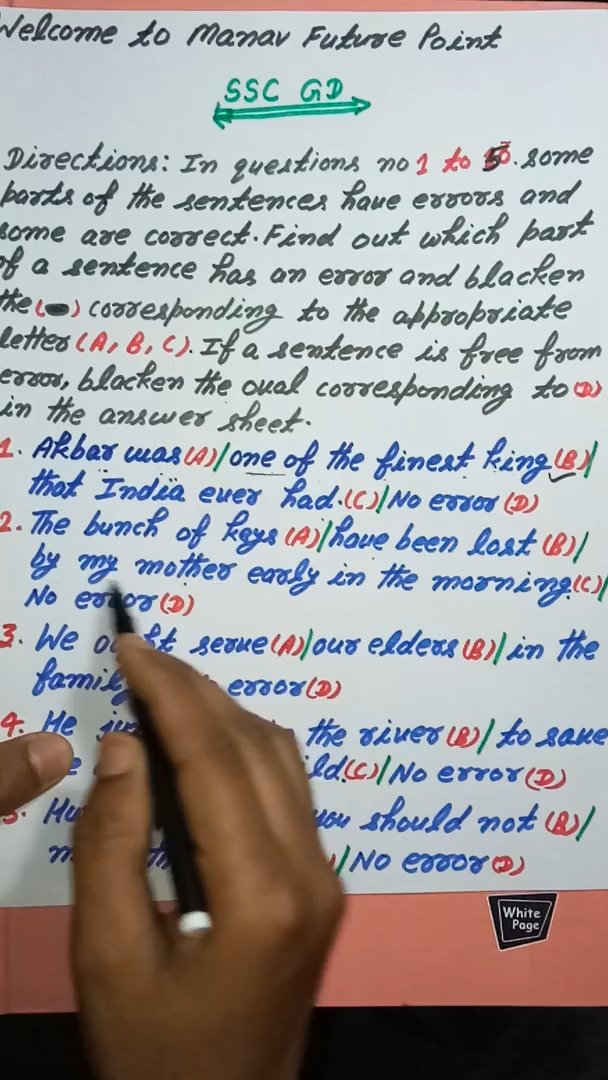 Welcome to Manav Future Point
SSC GD
Directions: In questions no 1 to 5. some
parts of the sentences have errors and
some are correct. Find out which part
of a sentence has an error and blacken
the ( ) corresponding to the appropriate
letter (A, B, C). If a sentence is free from
error, blacken the oval corresponding to (D)
in the answer sheet.
1. Akbar was (A)/ one of the finest king (B)/
that India ever had. (C)/ No error (D)
2. The bunch of keys (A)/ have been lost (B)/
by my mother early in the morning. (C)/
No error (D)
3. We serve (A)/ our elders (B)/ in the
family error (D)
4. He the river (B)/ to save
(C)/ No error (D)
you should not (B)/
/ No error (D)
White
Page